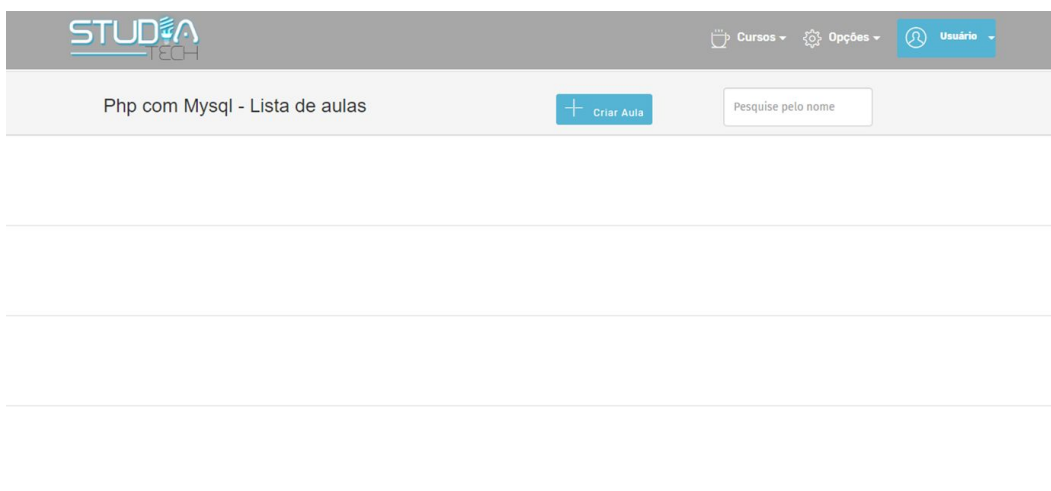 STUDIA
TECH
Cursos
Opções
Usuário
Php com Mysql - Lista de aulas
Criar Aula
Pesquise pelo nome